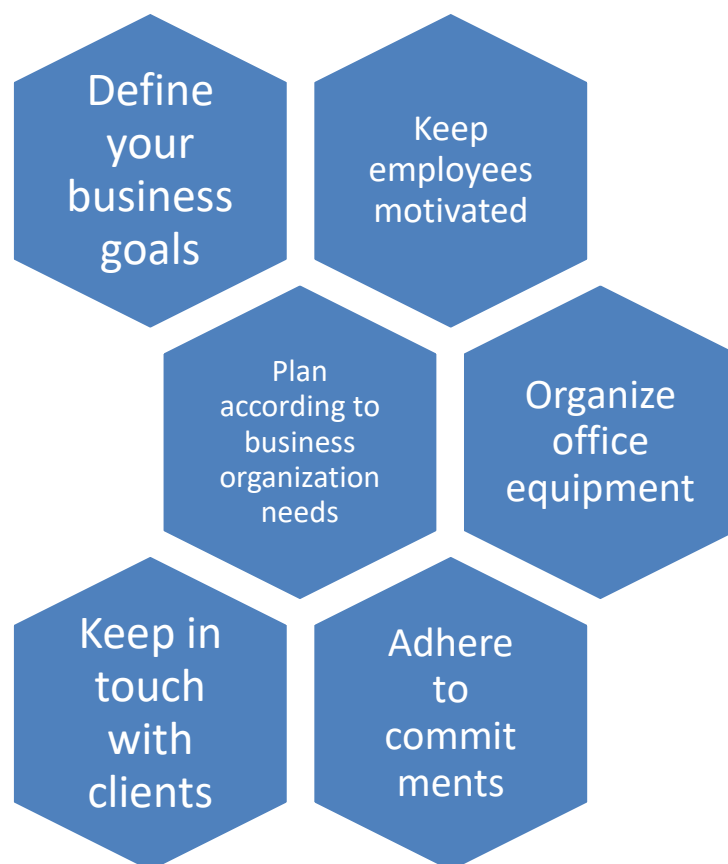 Define
your
business
goals
Keep
employees
motivated
Plan
according to
business
organization
needs
Organize
office
equipment
Keep in
touch
with
clients
Adhere
to
commit
ments